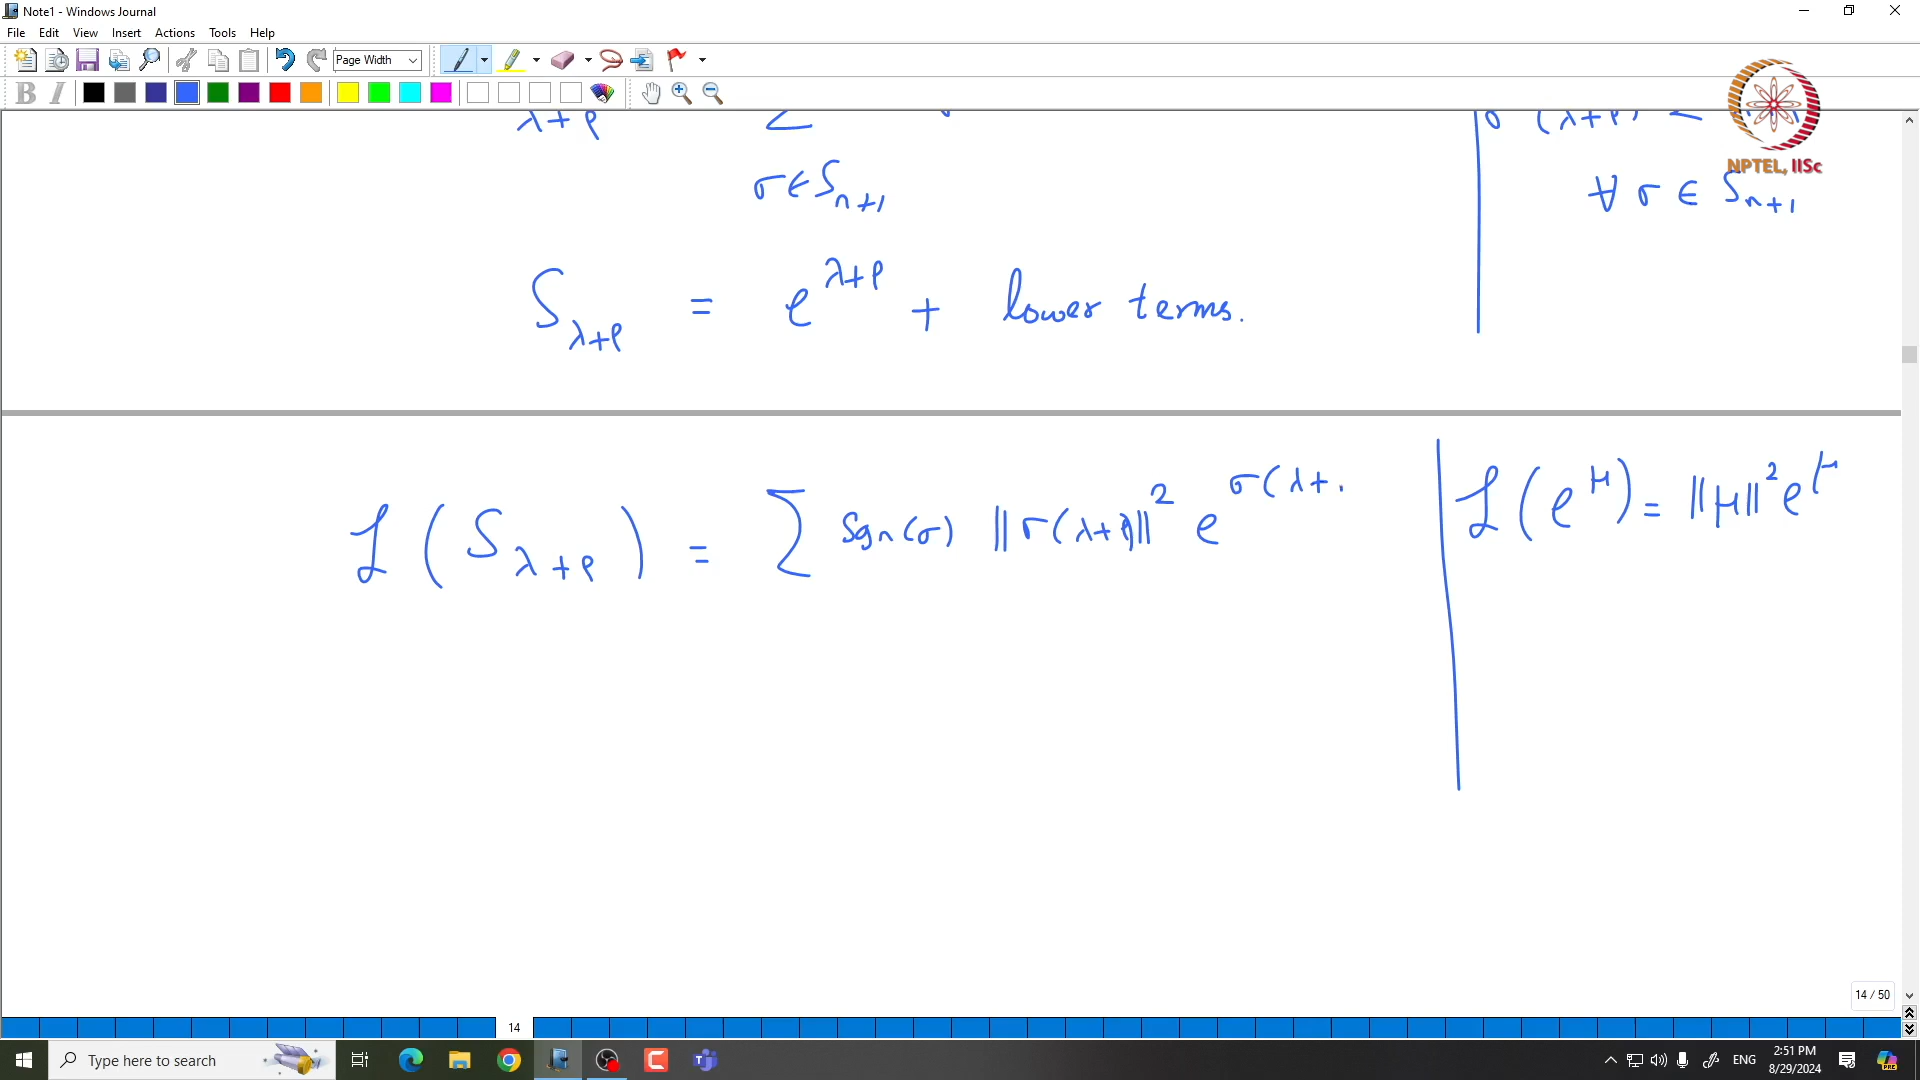 Note1 - Windows Journal
File Edit View Insert Actions Tools Help
Page Width
B I
NPTEL, IISc
λ+ρ Σ
σ∈S_{n+1} ∀ σ ∈ S_{n+1}
S_{λ+ρ} = e^{λ+ρ} + lower terms.
ℒ(S_{λ+ρ}) = Σ sgn(σ) ‖σ(λ+ρ)‖² e^{σ(λ+.
ℒ(e^μ) = ‖μ‖² e^μ
14 / 50
14
Type here to search
ENG
2:51 PM
8/29/2024